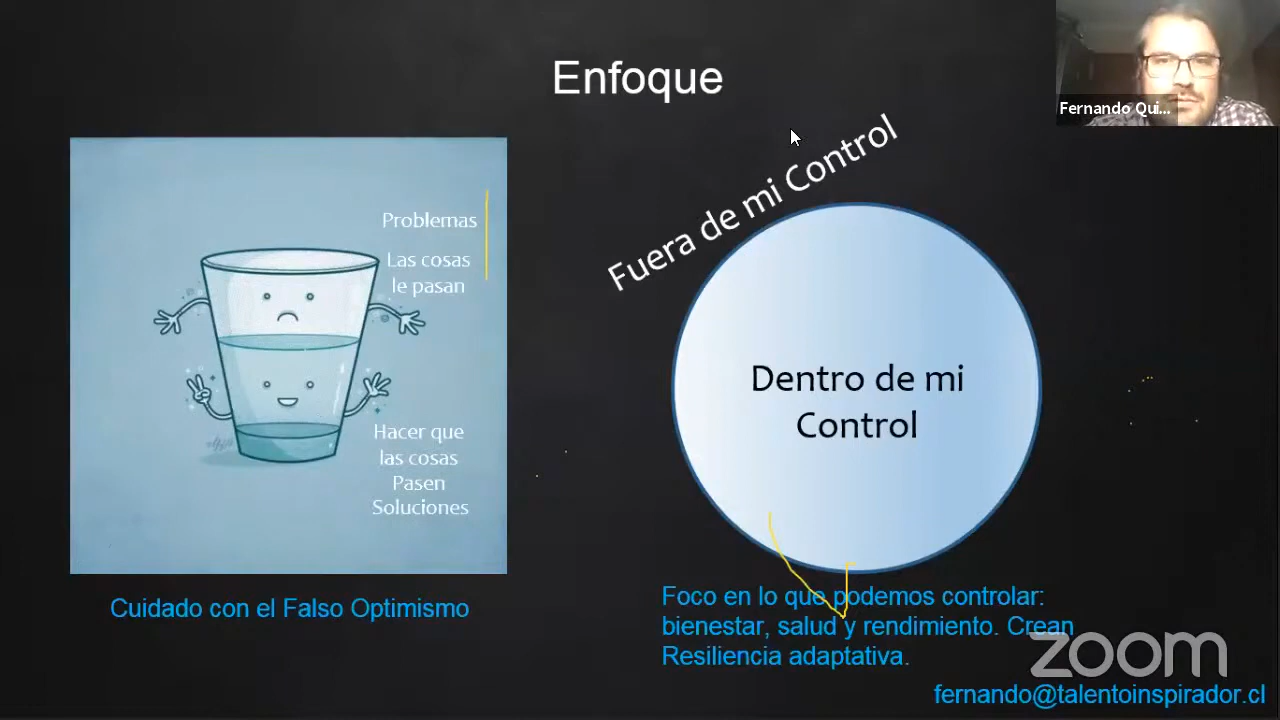 Enfoque
Fernando Qui...
Problemas
Las cosas
le pasan
Hacer que
las cosas
Pasen
Soluciones
Cuidado con el Falso Optimismo
Fuera de mi Control
Dentro de mi
Control
Foco en lo que podemos controlar:
bienestar, salud y rendimiento. Crean
Resiliencia adaptativa.
zoom
fernando@talentoinspirador.cl